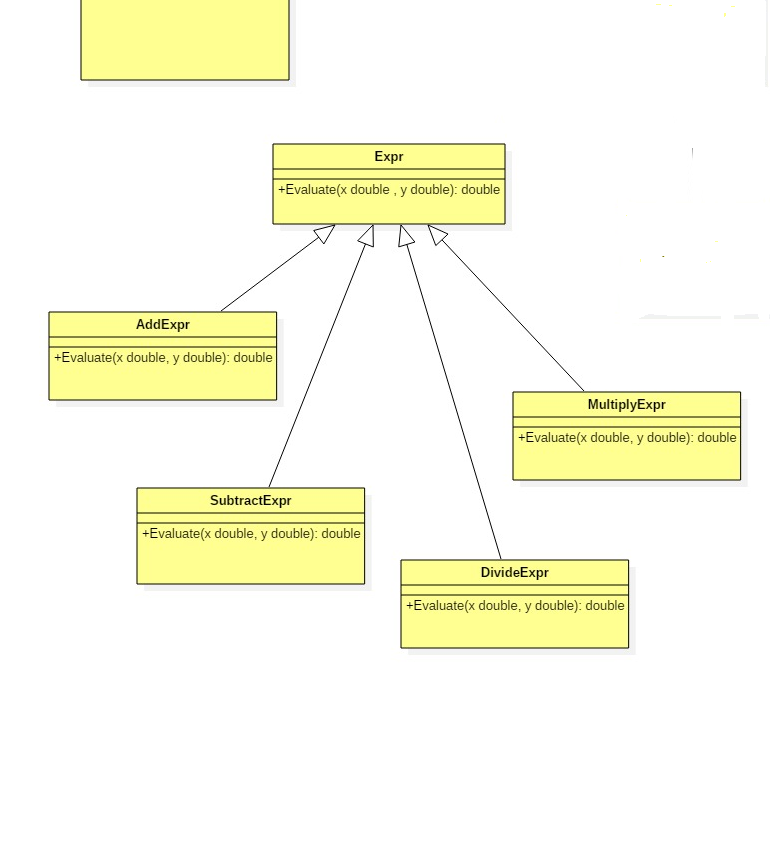 Expr
+Evaluate(x double , y double): double
AddExpr
+Evaluate(x double, y double): double
MultiplyExpr
+Evaluate(x double, y double): double
SubtractExpr
+Evaluate(x double, y double): double
DivideExpr
+Evaluate(x double, y double): double